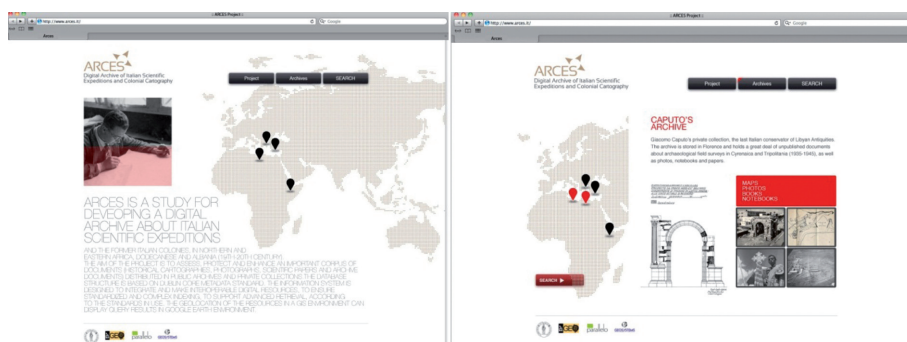 :: ARCES Project ::
http://www.arces.it/
Google
Arces
ARCES
Digital Archive of Italian Scientific
Expeditions and Colonial Cartography
Project
Archives
SEARCH
ARCES IS A STUDY FOR
DEVEOPING A DIGITAL
ARCHIVE ABOUT ITALIAN
SCIENTIFIC EXPEDITIONS
AND THE FORMER ITALIAN COLONIES, IN NORTHERN AND
EASTERN AFRICA, DODECANESE AND ALBANIA (19TH-20TH CENTURY).
THE AIM OF THE PROJECT IS TO ASSESS, PROTECT AND ENHANCE AN IMPORTANT CORPUS OF
DOCUMENTS (HISTORICAL CARTOGRAPHIES, PHOTOGRAPHS, SCIENTIFIC PAPERS AND ARCHIVE
DOCUMENTS) DISTRIBUTED IN PUBLIC ARCHIVES AND PRIVATE COLLECTIONS. THE DATABASE
STRUCTURE IS BASED ON DUBLIN CORE METADATA STANDARD. THE INFORMATION SYSTEM IS
DESIGNED TO INTEGRATE AND MAKE INTEROPERABLE DIGITAL RESOURCES, TO ENSURE
STANDARDIZED AND COMPLEX INDEXING, TO SUPPORT ADVANCED RETRIEVAL, ACCORDING
TO THE STANDARDS IN USE. THE GEOLOCATION OF THE RESOURCES IN A GIS ENVIRONMENT CAN
DISPLAY QUERY RESULTS IN GOOGLE EARTH ENVIRONMENT.
GEO
parallelo
:: ARCES Project ::
http://www.arces.it/
Google
Arces
ARCES
Digital Archive of Italian Scientific
Expeditions and Colonial Cartography
Project
Archives
SEARCH
CAPUTO'S
ARCHIVE
Giacomo Caputo's private collection, the last Italian conservator of Libyan Antiquities.
The archive is stored in Florence and holds a great deal of unpublished documents
about archaeological field surveys in Cyrenaica and Tripolitania (1935-1945), as well
as photos, notebooks and papers.
MAPS
PHOTOS
BOOKS
NOTEBOOKS
SEARCH
GEO
parallelo